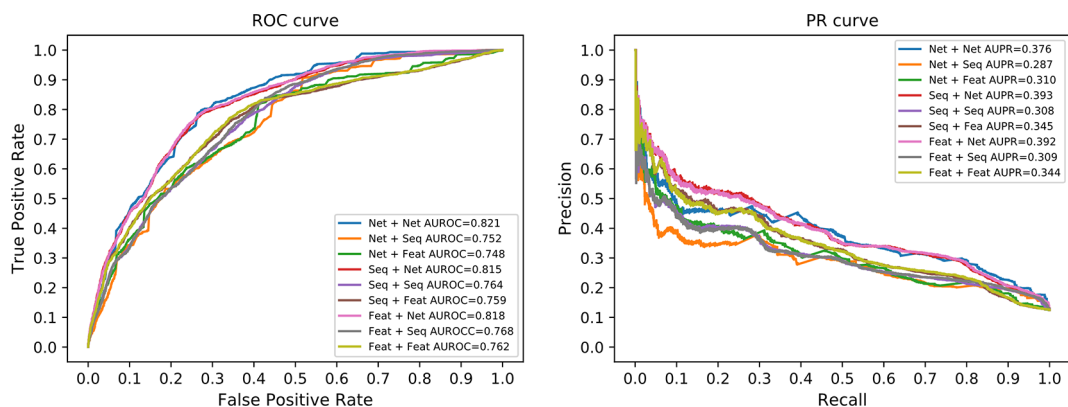 ROC curve
True Positive Rate
1.0
0.9
0.8
0.7
0.6
0.5
0.4
0.3
0.2
0.1
0.0
Net + Net AUROC=0.821
Net + Seq AUROC=0.752
Net + Feat AUROC=0.748
Seq + Net AUROC=0.815
Seq + Seq AUROC=0.764
Seq + Feat AUROC=0.759
Feat + Net AUROC=0.818
Feat + Seq AUROCC=0.768
Feat + Feat AUROC=0.762
0.0 0.1 0.2 0.3 0.4 0.5 0.6 0.7 0.8 0.9 1.0
False Positive Rate
PR curve
Precision
1.0
0.9
0.8
0.7
0.6
0.5
0.4
0.3
0.2
0.1
0.0
Net + Net AUPR=0.376
Net + Seq AUPR=0.287
Net + Feat AUPR=0.310
Seq + Net AUPR=0.393
Seq + Seq AUPR=0.308
Seq + Fea AUPR=0.345
Feat + Net AUPR=0.392
Feat + Seq AUPR=0.309
Feat + Feat AUPR=0.344
0.0 0.1 0.2 0.3 0.4 0.5 0.6 0.7 0.8 0.9 1.0
Recall